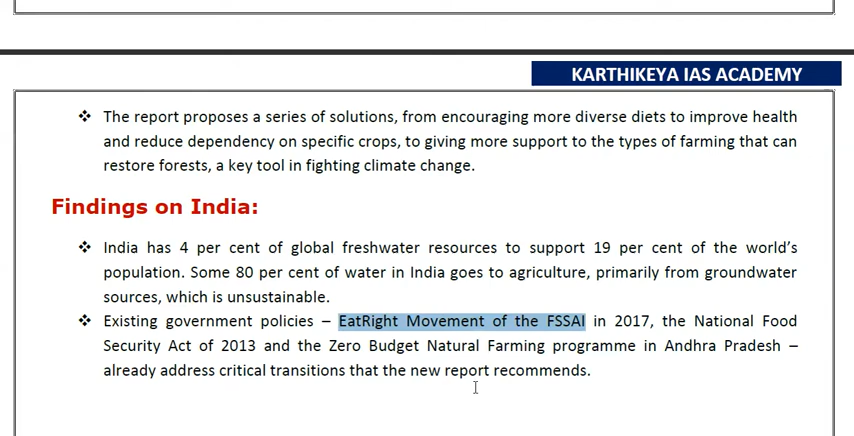 KARTHIKEYA IAS ACADEMY
❖ The report proposes a series of solutions, from encouraging more diverse diets to improve health
and reduce dependency on specific crops, to giving more support to the types of farming that can
restore forests, a key tool in fighting climate change.
Findings on India:
❖ India has 4 per cent of global freshwater resources to support 19 per cent of the world's
population. Some 80 per cent of water in India goes to agriculture, primarily from groundwater
sources, which is unsustainable.
❖ Existing government policies – EatRight Movement of the FSSAI in 2017, the National Food
Security Act of 2013 and the Zero Budget Natural Farming programme in Andhra Pradesh –
already address critical transitions that the new report recommends.